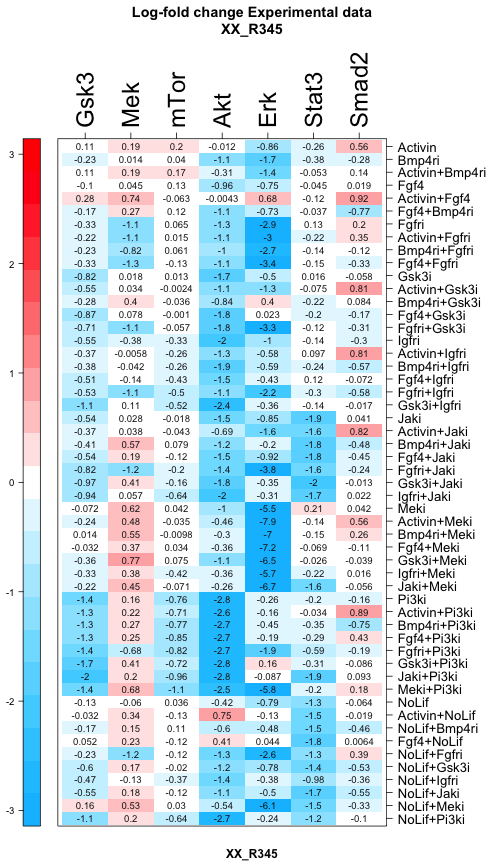 Log-fold change Experimental data
XX_R345
Gsk3 Mek mTor Akt Erk Stat3 Smad2
3
2
1
0
-1
-2
-3
0.11 0.19 0.2 -0.012 -0.86 -0.26 0.56 Activin
-0.23 0.014 0.04 -1.1 -1.7 -0.38 -0.28 Bmp4ri
0.11 0.19 0.17 -0.31 -1.4 -0.053 0.14 Activin+Bmp4ri
-0.1 0.045 0.13 -0.96 -0.75 -0.045 0.019 Fgf4
0.28 0.74 -0.063 -0.0043 0.68 -0.12 0.92 Activin+Fgf4
-0.17 0.27 0.12 -1.1 -0.73 -0.037 -0.77 Fgf4+Bmp4ri
-0.33 -1.1 0.065 -1.3 -2.9 0.13 0.2 Fgfri
-0.22 -1.1 0.015 -1.1 -3 -0.22 0.35 Activin+Fgfri
-0.23 -0.82 0.061 -1 -2.7 -0.14 -0.12 Bmp4ri+Fgfri
-0.33 -1.3 -0.13 -1.1 -3.4 -0.15 -0.33 Fgf4+Fgfri
-0.82 0.018 0.013 -1.7 -0.5 0.016 -0.058 Gsk3i
-0.55 0.034 -0.0024 -1.1 -1.3 -0.075 0.81 Activin+Gsk3i
-0.28 0.4 -0.036 -0.84 0.4 -0.22 0.084 Bmp4ri+Gsk3i
-0.87 0.078 -0.001 -1.8 0.023 -0.2 -0.17 Fgf4+Gsk3i
-0.71 -1.1 -0.057 -1.8 -3.3 -0.12 -0.31 Fgfri+Gsk3i
-0.55 -0.38 -0.33 -2 -1 -0.14 -0.3 Igfri
-0.37 -0.0058 -0.26 -1.3 -0.58 0.097 0.81 Activin+Igfri
-0.38 -0.042 -0.26 -1.9 -0.59 -0.24 -0.57 Bmp4ri+Igfri
-0.51 -0.14 -0.43 -1.5 -0.43 0.12 -0.072 Fgf4+Igfri
-0.53 -1.1 -0.5 -1.1 -2.2 -0.3 -0.58 Fgfri+Igfri
-1.1 0.11 -0.52 -2.4 -0.36 -0.14 -0.017 Gsk3i+Igfri
-0.54 0.028 -0.018 -1.5 -0.85 -1.9 0.041 Jaki
-0.37 0.038 -0.043 -0.69 -1.6 -1.6 0.82 Activin+Jaki
-0.41 0.57 0.079 -1.2 -0.2 -1.8 -0.48 Bmp4ri+Jaki
-0.54 0.19 -0.12 -1.5 -0.92 -1.8 -0.45 Fgf4+Jaki
-0.82 -1.2 -0.2 -1.4 -3.8 -1.6 -0.24 Fgfri+Jaki
-0.97 0.41 -0.16 -1.8 -0.35 -2 -0.013 Gsk3i+Jaki
-0.94 0.057 -0.64 -2 -0.31 -1.7 0.022 Igfri+Jaki
-0.072 0.62 0.042 -1 -5.5 0.21 0.042 Meki
-0.24 0.48 -0.035 -0.46 -7.9 -0.14 0.56 Activin+Meki
0.014 0.55 -0.0098 -0.3 -7 -0.15 0.26 Bmp4ri+Meki
-0.032 0.37 0.034 -0.36 -7.2 -0.069 -0.11 Fgf4+Meki
-0.36 0.77 0.075 -1.1 -6.5 -0.026 -0.039 Gsk3i+Meki
-0.33 0.38 -0.42 -0.36 -5.7 -0.22 0.016 Igfri+Meki
-0.22 0.45 -0.071 -0.26 -6.7 -1.6 -0.056 Jaki+Meki
-1.4 0.16 -0.76 -2.8 -0.26 -0.2 -0.16 Pi3ki
-1.3 0.22 -0.71 -2.6 -0.16 -0.034 0.89 Activin+Pi3ki
-1.3 0.27 -0.77 -2.7 -0.45 -0.35 -0.75 Bmp4ri+Pi3ki
-1.3 0.25 -0.85 -2.7 -0.19 -0.29 0.43 Fgf4+Pi3ki
-1.4 -0.68 -0.82 -2.7 -1.9 -0.59 -0.19 Fgfri+Pi3ki
-1.7 0.41 -0.72 -2.8 0.16 -0.31 -0.086 Gsk3i+Pi3ki
-2 0.2 -0.96 -2.8 -0.087 -1.9 0.093 Jaki+Pi3ki
-1.4 0.68 -1.1 -2.5 -5.8 -0.2 0.18 Meki+Pi3ki
-0.13 -0.06 0.036 -0.42 -0.79 -1.3 -0.064 NoLif
-0.032 0.34 -0.13 0.75 -0.13 -1.5 -0.019 Activin+NoLif
-0.17 0.15 0.11 -0.6 -0.48 -1.5 -0.46 NoLif+Bmp4ri
0.052 0.23 -0.12 0.41 0.044 -1.8 0.0064 Fgf4+NoLif
-0.23 -1.2 -0.12 -1.3 -2.6 -1.3 0.39 NoLif+Fgfri
-0.6 0.17 -0.02 -1.2 -0.78 -1.4 -0.53 NoLif+Gsk3i
-0.47 -0.13 -0.37 -1.4 -0.38 -0.98 -0.36 NoLif+Igfri
-0.55 0.18 -0.12 -1.1 -0.5 -1.7 -0.55 NoLif+Jaki
0.16 0.53 0.03 -0.54 -6.1 -1.5 -0.33 NoLif+Meki
-1.1 0.2 -0.64 -2.7 -0.24 -1.2 -0.1 NoLif+Pi3ki
XX_R345